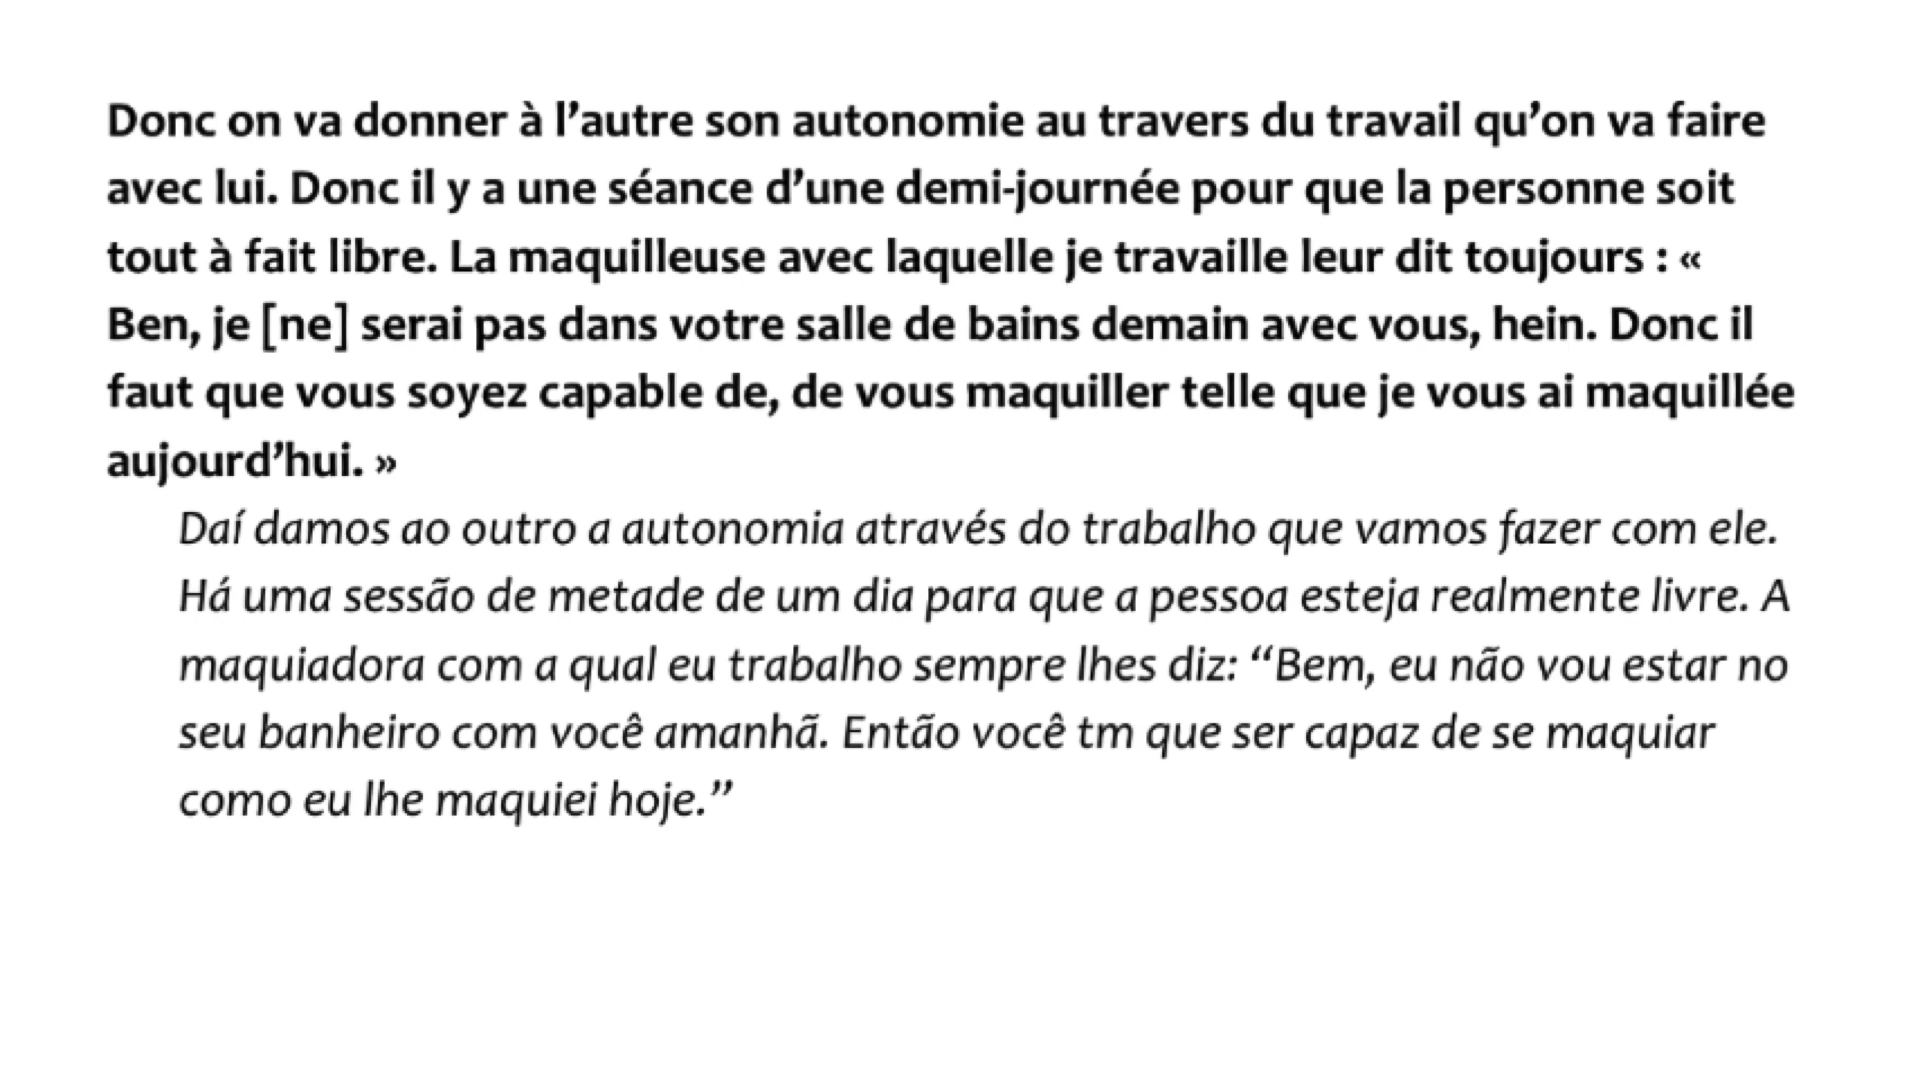 Donc on va donner à l’autre son autonomie au travers du travail qu’on va faire
avec lui. Donc il y a une séance d’une demi-journée pour que la personne soit
tout à fait libre. La maquilleuse avec laquelle je travaille leur dit toujours : «
Ben, je [ne] serai pas dans votre salle de bains demain avec vous, hein. Donc il
faut que vous soyez capable de, de vous maquiller telle que je vous ai maquillée
aujourd’hui. »
Daí damos ao outro a autonomia através do trabalho que vamos fazer com ele.
Há uma sessão de metade de um dia para que a pessoa esteja realmente livre. A
maquiadora com a qual eu trabalho sempre lhes diz: “Bem, eu não vou estar no
seu banheiro com você amanhã. Então você tm que ser capaz de se maquiar
como eu lhe maquiei hoje.”